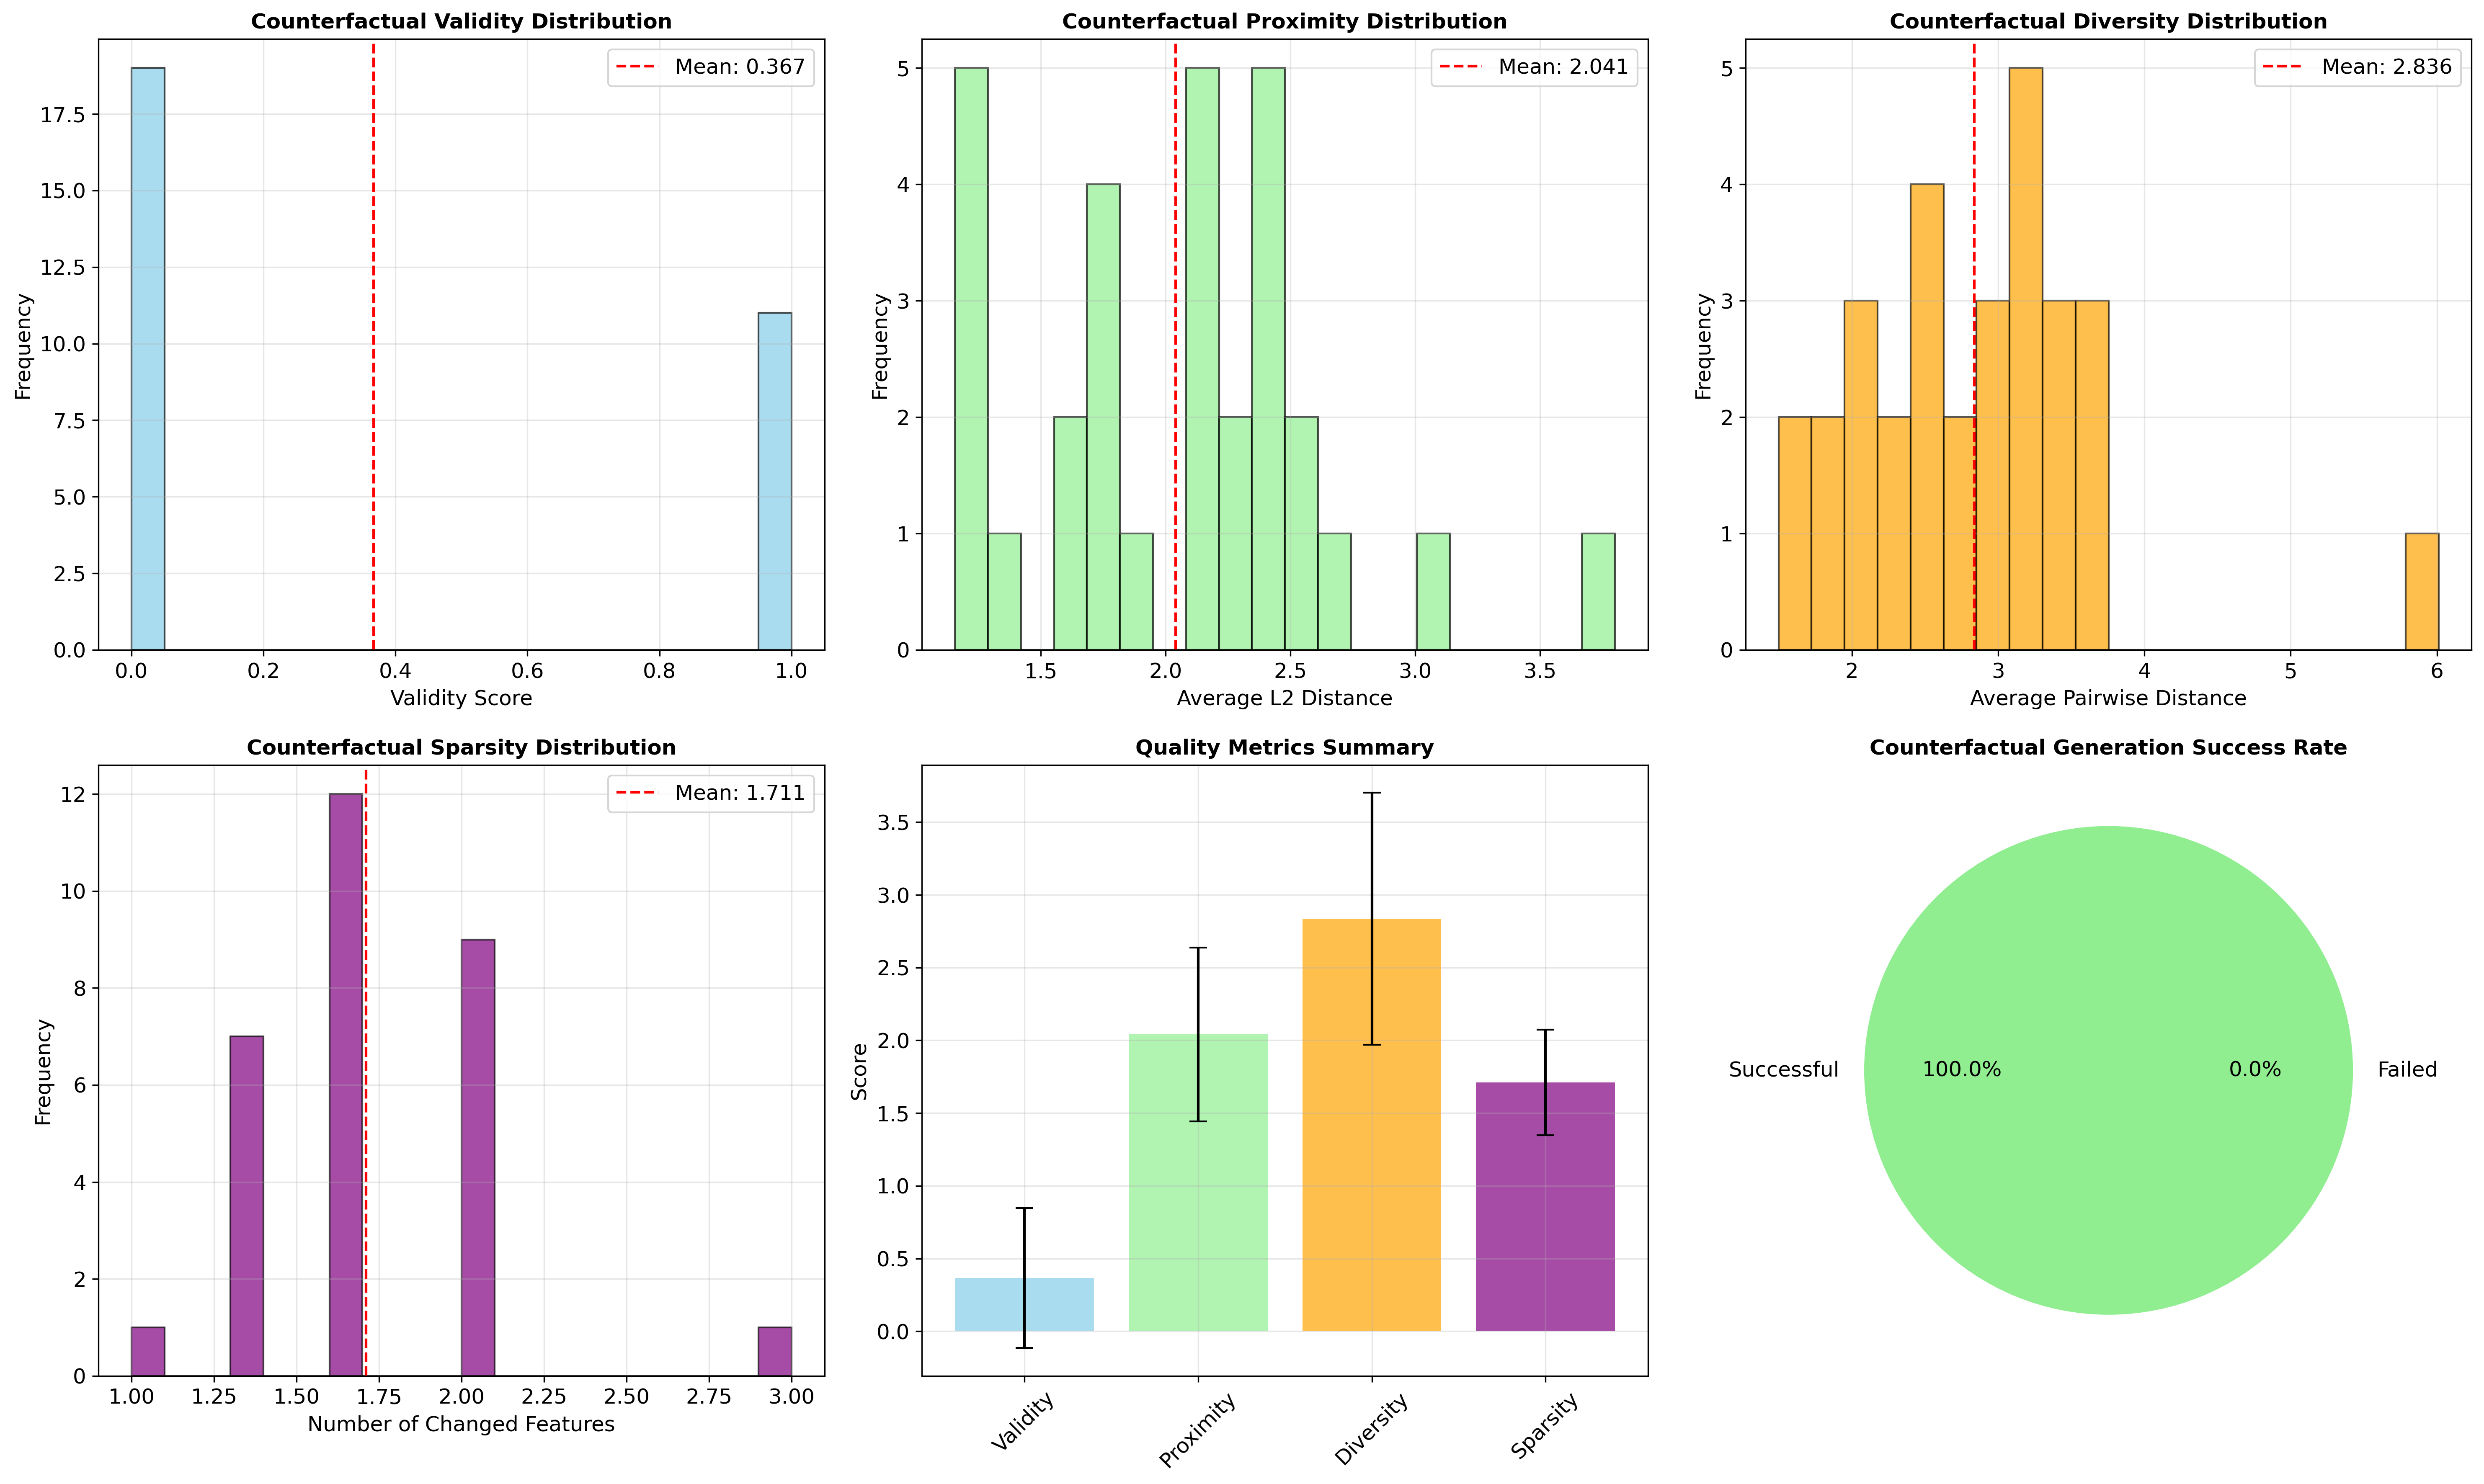 Counterfactual Validity Distribution
Mean: 0.367
Frequency
17.5
15.0
12.5
10.0
7.5
5.0
2.5
0.0
0.0 0.2 0.4 0.6 0.8 1.0
Validity Score
Counterfactual Proximity Distribution
Mean: 2.041
Frequency
5
4
3
2
1
0
1.5 2.0 2.5 3.0 3.5
Average L2 Distance
Counterfactual Diversity Distribution
Mean: 2.836
Frequency
5
4
3
2
1
0
2 3 4 5 6
Average Pairwise Distance
Counterfactual Sparsity Distribution
Mean: 1.711
Frequency
12
10
8
6
4
2
0
1.00 1.25 1.50 1.75 2.00 2.25 2.50 2.75 3.00
Number of Changed Features
Quality Metrics Summary
Score
3.5
3.0
2.5
2.0
1.5
1.0
0.5
0.0
Validity Proximity Diversity Sparsity
Counterfactual Generation Success Rate
Successful 100.0% 0.0% Failed